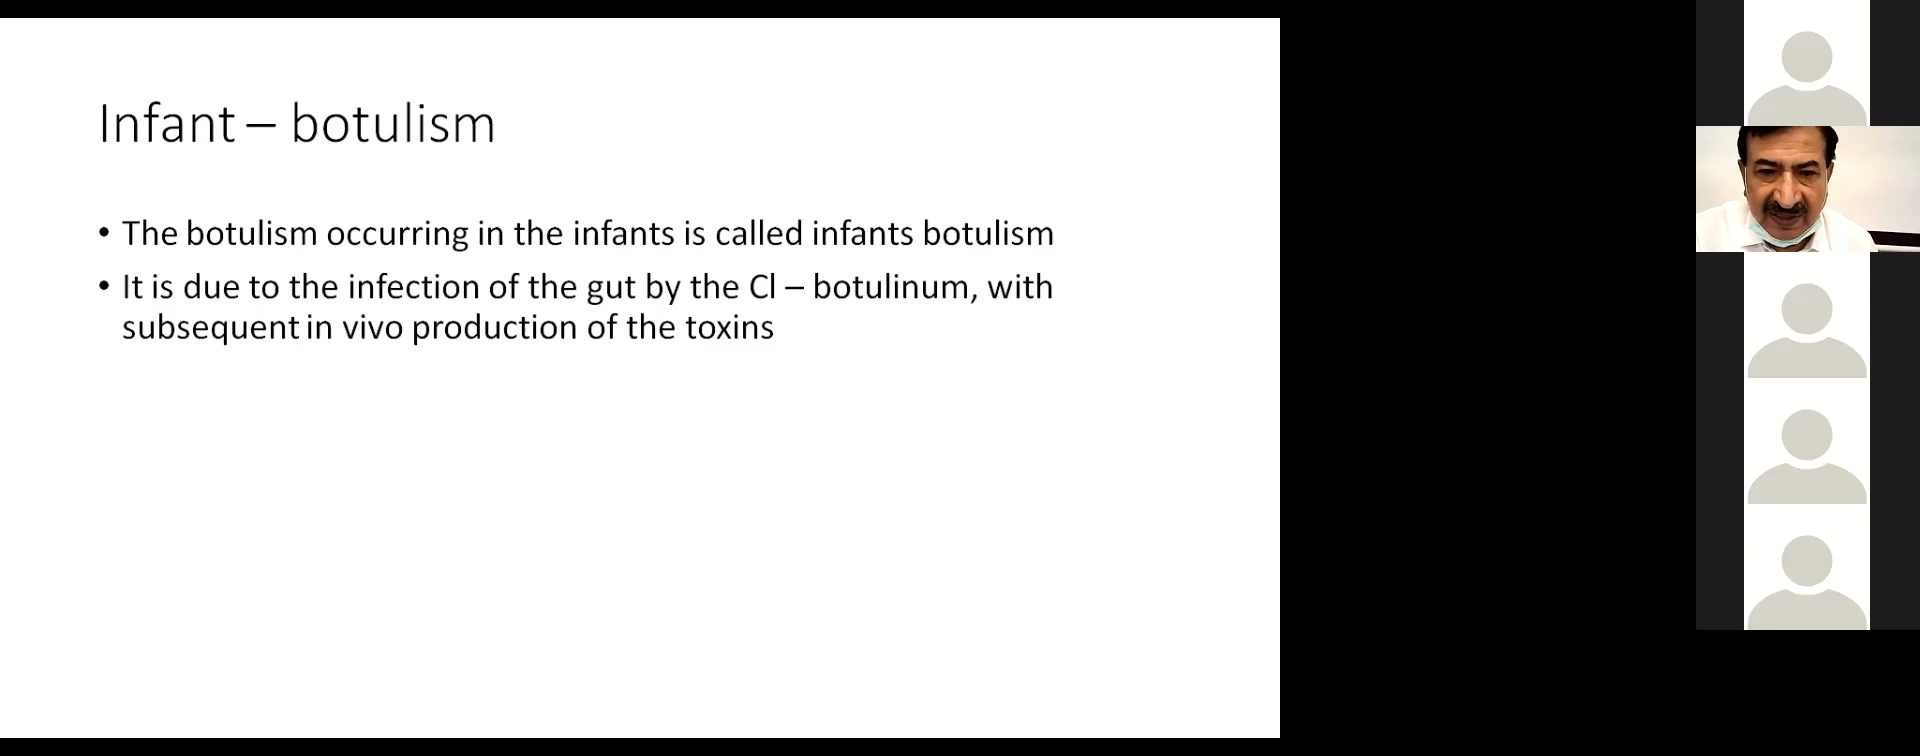 Infant – botulism
• The botulism occurring in the infants is called infants botulism
• It is due to the infection of the gut by the Cl – botulinum, with
subsequent in vivo production of the toxins